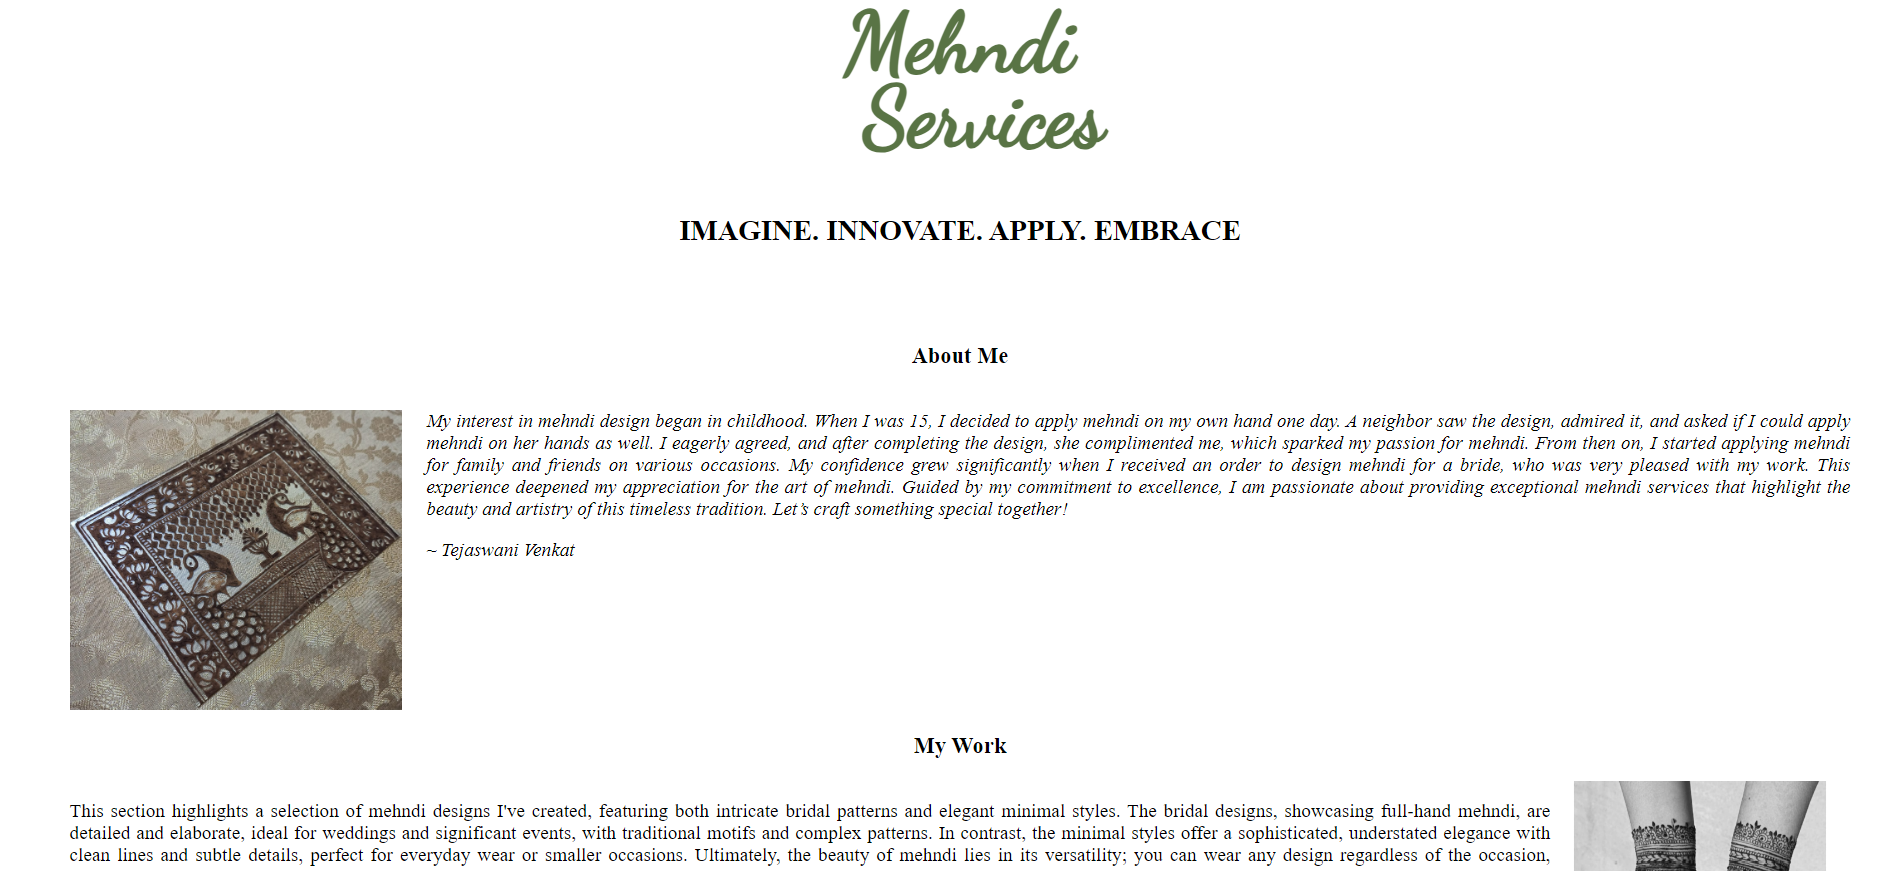 Mehndi
Services
IMAGINE. INNOVATE. APPLY. EMBRACE
About Me
My interest in mehndi design began in childhood. When I was 15, I decided to apply mehndi on my own hand one day. A neighbor saw the design, admired it, and asked if I could apply
mehndi on her hands as well. I eagerly agreed, and after completing the design, she complimented me, which sparked my passion for mehndi. From then on, I started applying mehndi
for family and friends on various occasions. My confidence grew significantly when I received an order to design mehndi for a bride, who was very pleased with my work. This
experience deepened my appreciation for the art of mehndi. Guided by my commitment to excellence, I am passionate about providing exceptional mehndi services that highlight the
beauty and artistry of this timeless tradition. Let’s craft something special together!
~ Tejaswani Venkat
My Work
This section highlights a selection of mehndi designs I've created, featuring both intricate bridal patterns and elegant minimal styles. The bridal designs, showcasing full-hand mehndi, are
detailed and elaborate, ideal for weddings and significant events, with traditional motifs and complex patterns. In contrast, the minimal styles offer a sophisticated, understated elegance with
clean lines and subtle details, perfect for everyday wear or smaller occasions. Ultimately, the beauty of mehndi lies in its versatility; you can wear any design regardless of the occasion,